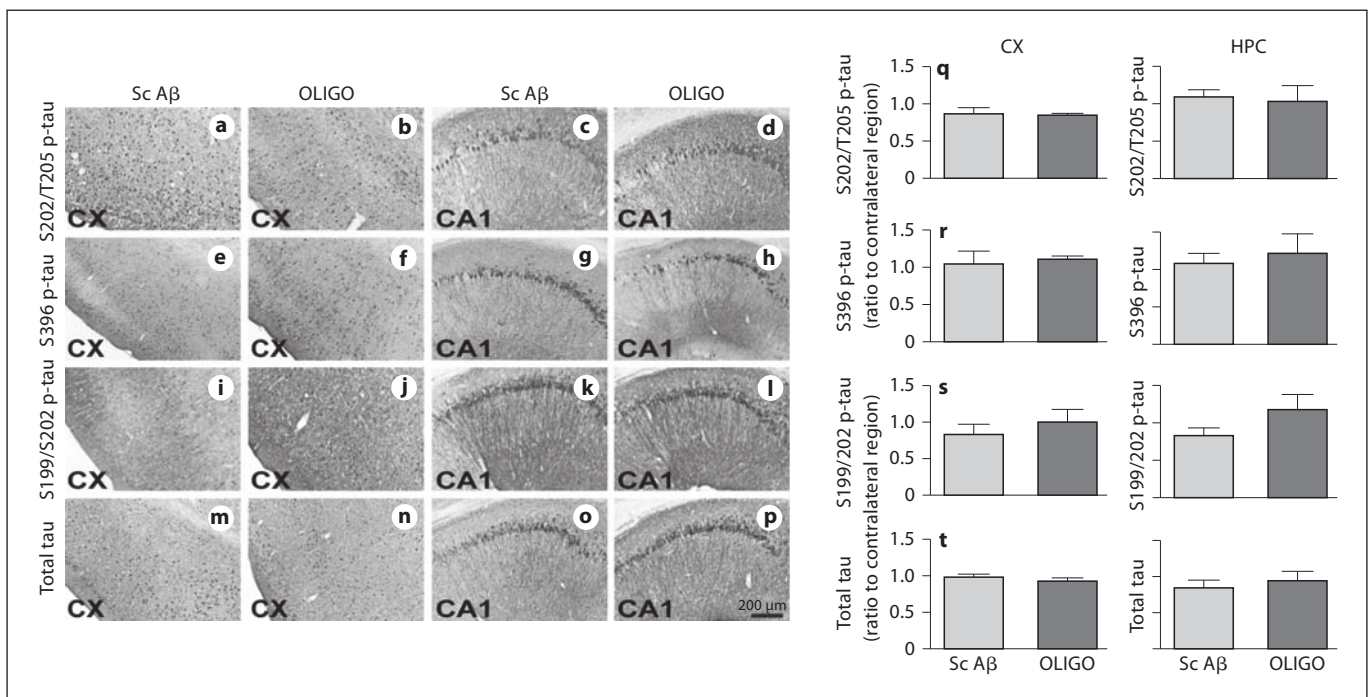 Sc Aβ OLIGO Sc Aβ OLIGO
S202/T205 p-tau
a b c d
CX CX CA1 CA1
S396 p-tau
e f g h
CX CX CA1 CA1
S199/S202 p-tau
i j k l
CX CX CA1 CA1
Total tau
m n o p
CX CX CA1 CA1
200 μm
CX HPC
q
S202/T205 p-tau
(ratio to contralateral region)
1.5
1.0
0.5
0
S202/T205 p-tau
r
S396 p-tau
(ratio to contralateral region)
1.5
1.0
0.5
0
S396 p-tau
s
S199/202 p-tau
(ratio to contralateral region)
1.5
1.0
0.5
0
S199/202 p-tau
t
Total tau
(ratio to contralateral region)
1.5
1.0
0.5
0
Total tau
Sc Aβ OLIGO Sc Aβ OLIGO